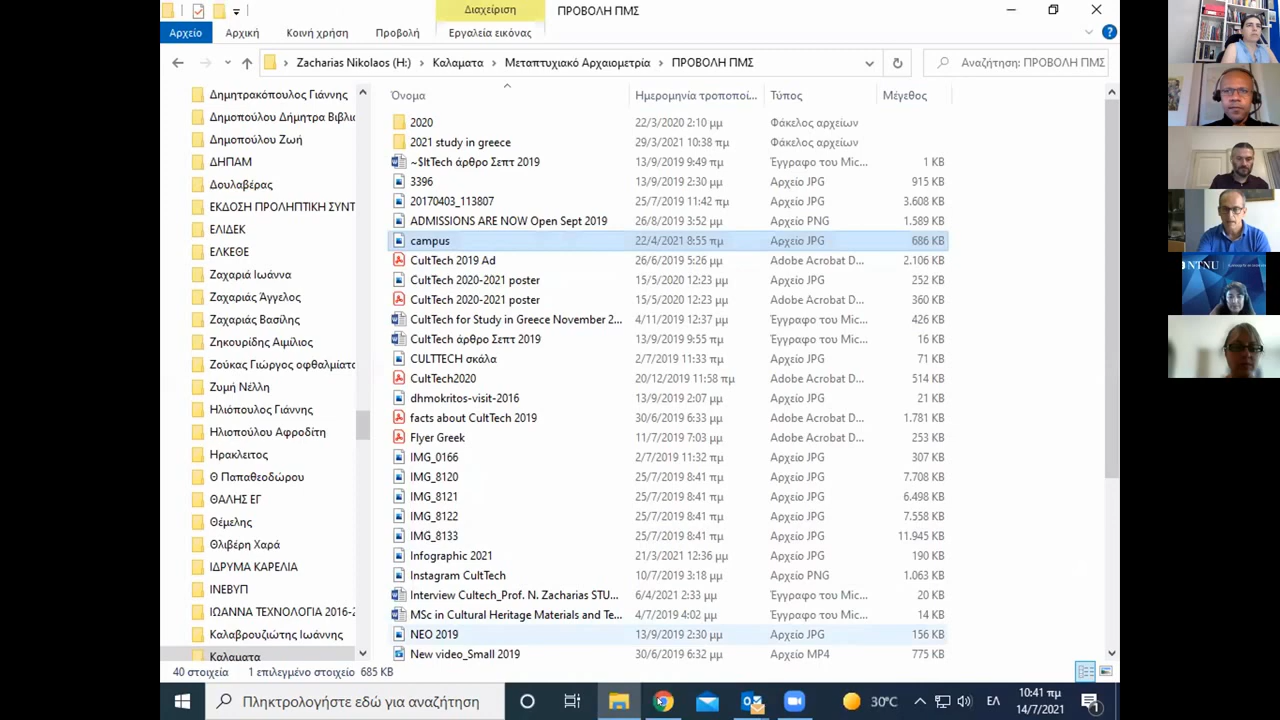 Διαχείριση ΠΡΟΒΟΛΗ ΠΜΣ
Αρχείο Αρχική Κοινή χρήση Προβολή Εργαλεία εικόνας
Zacharias Nikolaos (H:) › Καλαματα › Μεταπτυχιακό Αρχαιομετρία › ΠΡΟΒΟΛΗ ΠΜΣ Αναζήτηση: ΠΡΟΒΟΛΗ ΠΜΣ
Δημητρακόπουλος Γιάννης
Δημοπούλου Δήμητρα Βιβλια
Δημοπούλου Ζωή
ΔΗΠΑΜ
Δουλαβέρας
ΕΚΔΟΣΗ ΠΡΟΛΗΠΤΙΚΗ ΣΥΝΤ
ΕΛΙΔΕΚ
ΕΛΚΕΘΕ
Ζαχαριά Ιωάννα
Ζαχαριάς Άγγελος
Ζαχαριάς Βασίλης
Ζηκουρίδης Αιμίλιος
Ζούκας Γιώργος οφθαλμίατο
Ζυμή Νέλλη
Ηλιόπουλος Γιάννης
Ηλιοπούλου Αφροδίτη
Ηρακλειτος
Θ Παπαθεοδώρου
ΘΑΛΗΣ ΕΓ
Θέμελης
Θλιβέρη Χαρά
ΙΔΡΥΜΑ ΚΑΡΕΛΙΑ
ΙΝΕΒΥΠ
ΙΩΑΝΝΑ ΤΕΧΝΟΛΟΓΙΑ 2016-2
Καλαβρουζιώτης Ιωάννης
Καλαματα
Όνομα Ημερομηνία τροποποί... Τύπος Μέγεθος
2020 22/3/2020 2:10 μμ Φάκελος αρχείων
2021 study in greece 29/3/2021 10:38 πμ Φάκελος αρχείων
~$ltTech άρθρο Σεπτ 2019 13/9/2019 9:49 πμ Έγγραφο του Mic... 1 KB
3396 13/9/2019 2:30 μμ Αρχείο JPG 915 KB
20170403_113807 25/7/2019 11:42 πμ Αρχείο JPG 3.608 KB
ADMISSIONS ARE NOW Open Sept 2019 26/8/2019 3:52 μμ Αρχείο PNG 1.589 KB
campus 22/4/2021 8:55 πμ Αρχείο JPG 686 KB
CultTech 2019 Ad 26/6/2019 5:26 μμ Adobe Acrobat D... 2.106 KB
CultTech 2020-2021 poster 15/5/2020 12:23 μμ Αρχείο JPG 252 KB
CultTech 2020-2021 poster 15/5/2020 12:23 μμ Adobe Acrobat D... 360 KB
CultTech for Study in Greece November 2... 4/11/2019 12:37 μμ Έγγραφο του Mic... 426 KB
CultTech άρθρο Σεπτ 2019 13/9/2019 9:55 πμ Έγγραφο του Mic... 16 KB
CULTTECH σκάλα 2/7/2019 11:33 πμ Αρχείο JPG 71 KB
CultTech2020 20/12/2019 11:58 πμ Adobe Acrobat D... 514 KB
dhmokritos-visit-2016 13/9/2019 2:07 μμ Αρχείο JPG 21 KB
facts about CultTech 2019 30/6/2019 6:33 μμ Adobe Acrobat D... 1.781 KB
Flyer Greek 11/7/2019 7:03 μμ Adobe Acrobat D... 253 KB
IMG_0166 2/7/2019 11:32 πμ Αρχείο JPG 307 KB
IMG_8120 25/7/2019 8:41 πμ Αρχείο JPG 7.708 KB
IMG_8121 25/7/2019 8:41 πμ Αρχείο JPG 6.498 KB
IMG_8122 25/7/2019 8:41 πμ Αρχείο JPG 7.558 KB
IMG_8133 25/7/2019 8:41 πμ Αρχείο JPG 11.945 KB
Infographic 2021 21/3/2021 12:36 μμ Αρχείο JPG 190 KB
Instagram CultTech 10/7/2019 3:18 μμ Αρχείο PNG 1.063 KB
Interview Cultech_Prof. N. Zacharias STU... 6/4/2021 2:33 μμ Έγγραφο του Mic... 20 KB
MSc in Cultural Heritage Materials and Te... 4/7/2019 4:02 μμ Έγγραφο του Mic... 14 KB
NEO 2019 13/9/2019 2:30 μμ Αρχείο JPG 156 KB
New video_Small 2019 30/6/2019 6:32 μμ Αρχείο MP4 775 KB
40 στοιχεία 1 επιλεγμένο στοιχείο 685 KB
Πληκτρολογήστε εδώ για αναζήτηση 30°C ΕΛ 10:41 πμ
14/7/2021 1
NTNU